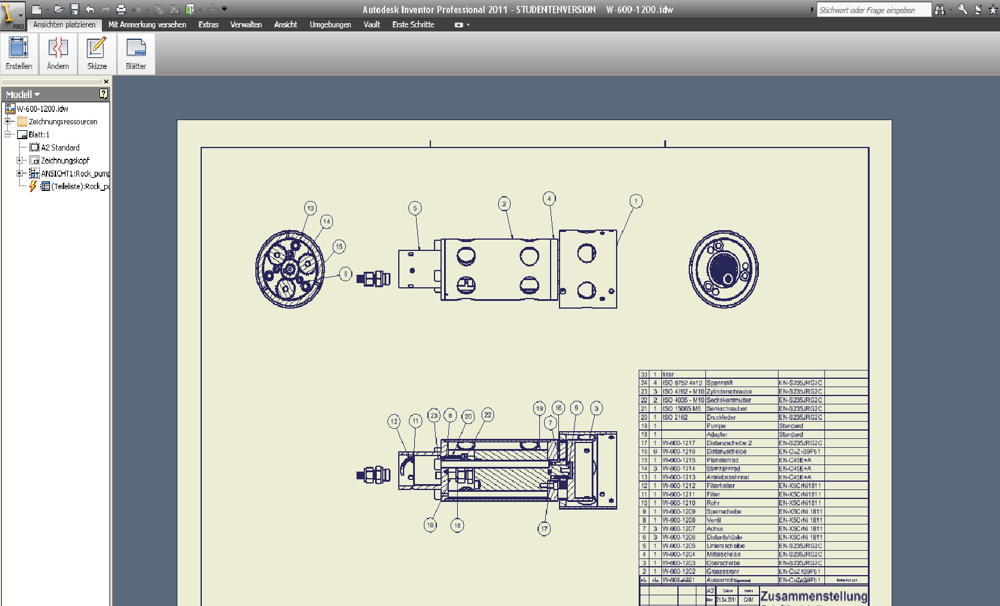 Autodesk Inventor Professional 2011 - STUDENTENVERSION W-600-1200.idw
Stichwort oder Frage eingeben
PRO
Ansichten platzieren Mit Anmerkung versehen Extras Verwalten Ansicht Umgebungen Vault Erste Schritte
Erstellen Ändern Skizze Blätter
Modell
W-600-1200.idw
Zeichnungsressourcen
Blatt:1
A2 Standard
Zeichnungskopf
ANSICHT1:Rock_pump
(Teileliste):Rock_pu
13
14
15
6
5
2
4
1
12
11
23
8
20
22
19
7
16
9
3
10
18
17
33 1 filter
24 4 ISO 8752 4x13 Spannstift EN-S235JRG2C
23 3 ISO 4762 - M10 Zylinderschraube EN-S235JRG2C
22 2 ISO 4035 - M10 Sechskantmutter EN-S235JRG2C
21 1 ISO 15065 M6 Senkschrauben EN-S235JRG2C
20 1 ISO 2162 Druckfeder EN-S235JRG2C
19 1 Pumpe Standard
18 1 Adapter Standard
17 1 W-600-1217 Distanzscheibe 2 EN-S235JRG2C
16 6 W-600-1216 Distanzscheibe EN-CuZn39Pb1
15 1 W-600-1215 Planetenrad EN-C45E+A
14 3 W-600-1214 Stirnzahnrad EN-C45E+A
13 1 W-600-1213 Antriebszahnrad EN-C45E+A
12 1 W-600-1212 Filterhalter EN-X5CrNi1811
11 1 W-600-1211 Filter EN-X5CrNi1811
10 1 W-600-1210 Rohr EN-X5CrNi1811
9 1 W-600-1209 Sperrscheibe EN-X5CrNi 1811
8 1 W-600-1208 Ventil EN-X5CrNi 1811
7 3 W-600-1207 Achse EN-X5CrNi 1811
6 3 W-600-1206 Distantshüsle EN-X5CrNi 1811
5 1 W-600-1205 Unterescheibe EN-S235JRG2C
4 1 W-600-1204 Mittelscheibe EN-S235JRG2C
3 1 W-600-1203 Oberscheibe EN-S235JRG2C
2 1 W-600-1202 Grossesrohr EN-CuZn39Pb1
EN-CuZn39Pb1 Bemerkungen
A2 Datum Name
21.04.2011 CAM
Zusammenstellung